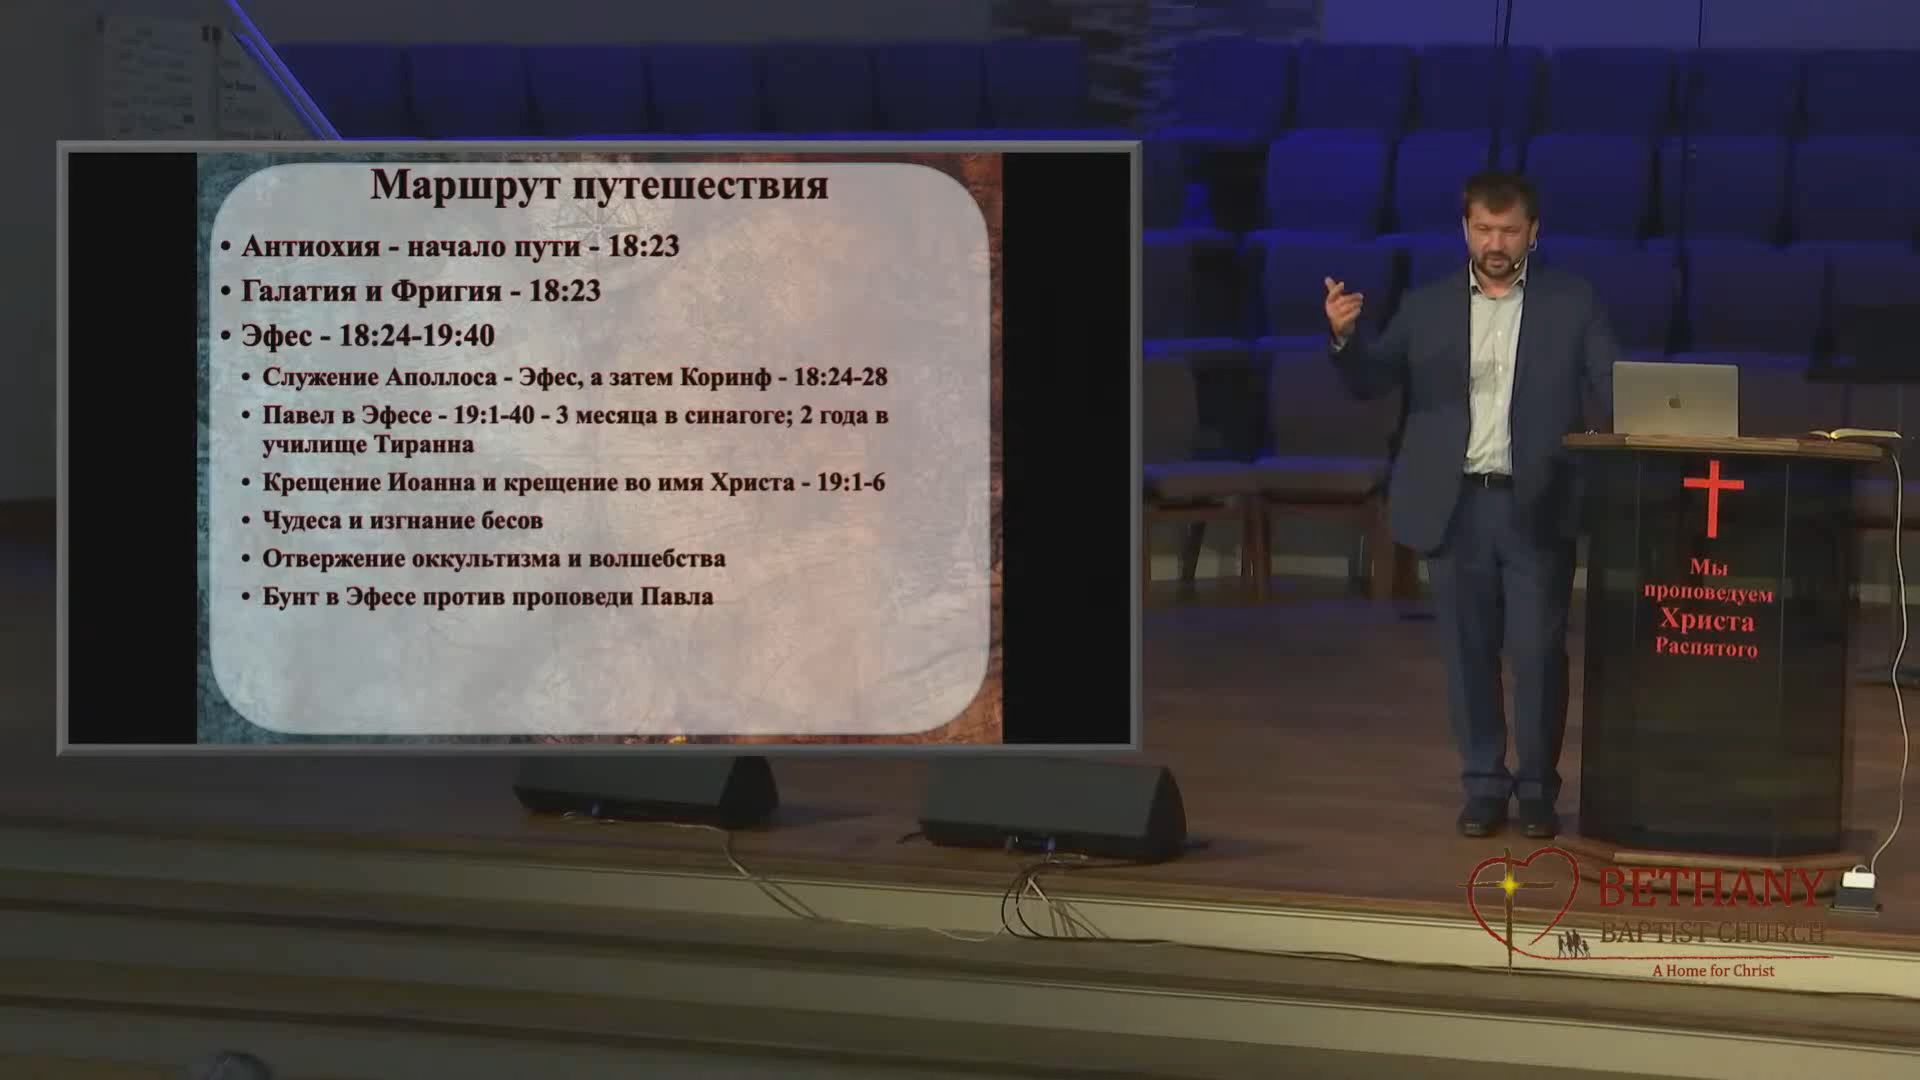 Маршрут путешествия
• Антиохия - начало пути - 18:23
• Галатия и Фригия - 18:23
• Эфес - 18:24-19:40
• Служение Аполлоса - Эфес, а затем Коринф - 18:24-28
• Павел в Эфесе - 19:1-40 - 3 месяца в синагоге; 2 года в
училище Тиранна
• Крещение Иоанна и крещение во имя Христа - 19:1-6
• Чудеса и изгнание бесов
• Отвержение оккультизма и волшебства
• Бунт в Эфесе против проповеди Павла
Мы
проповедуем
Христа
Распятого
BETHANY
BAPTIST CHURCH
A Home for Christ